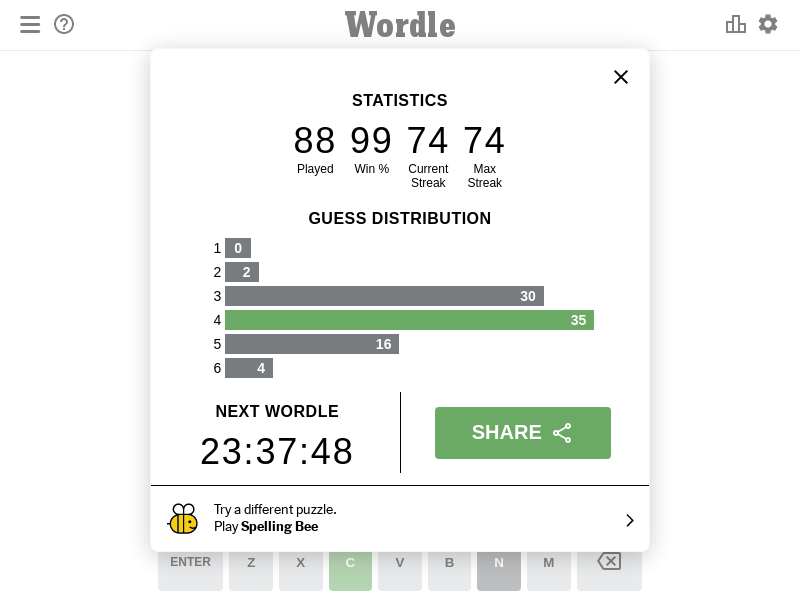 Wordle
STATISTICS
88 99 74 74
Played Win % Current Streak Max Streak
GUESS DISTRIBUTION
1 0
2 2
3 30
4 35
5 16
6 4
NEXT WORDLE
23:37:48
SHARE
Try a different puzzle.
Play Spelling Bee
ENTER Z X C V B N M